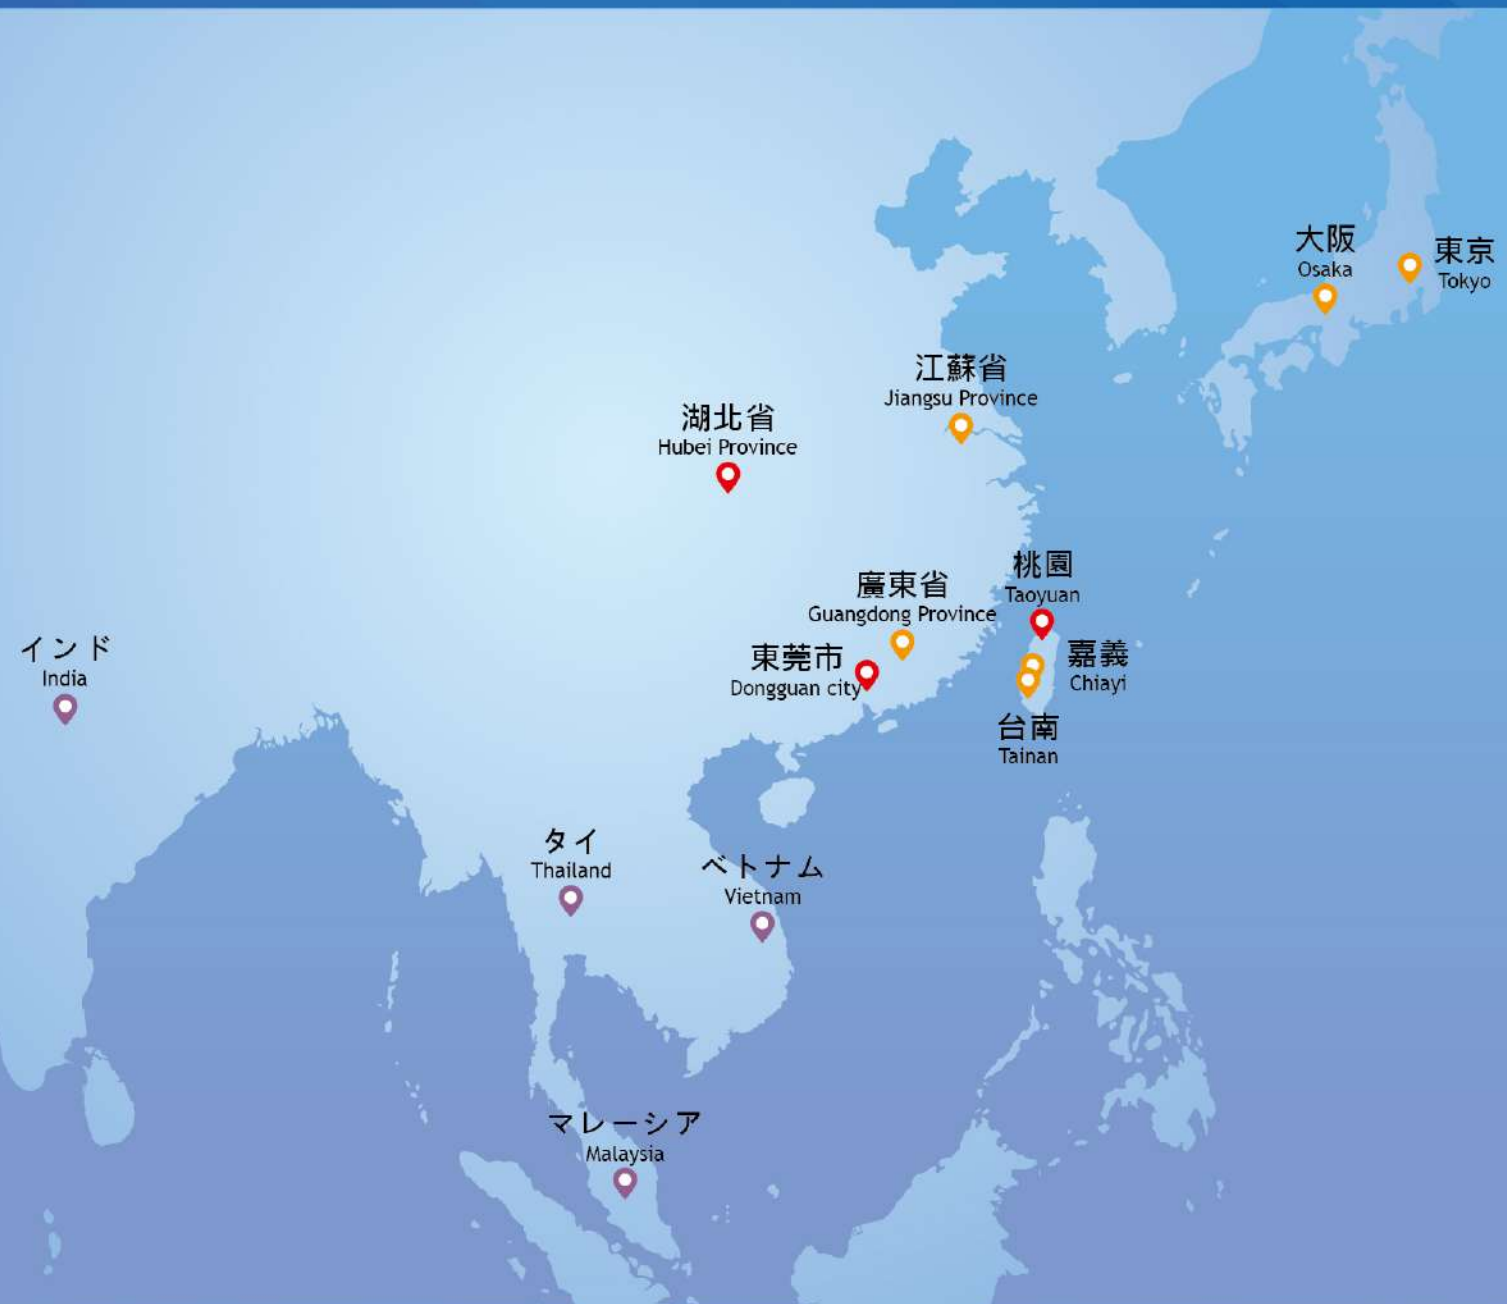 大阪
Osaka
東京
Tokyo
江蘇省
Jiangsu Province
湖北省
Hubei Province
桃園
Taoyuan
廣東省
Guangdong Province
東莞市
Dongguan city
嘉義
Chiayi
台南
Tainan
インド
India
タイ
Thailand
ベトナム
Vietnam
マレーシア
Malaysia